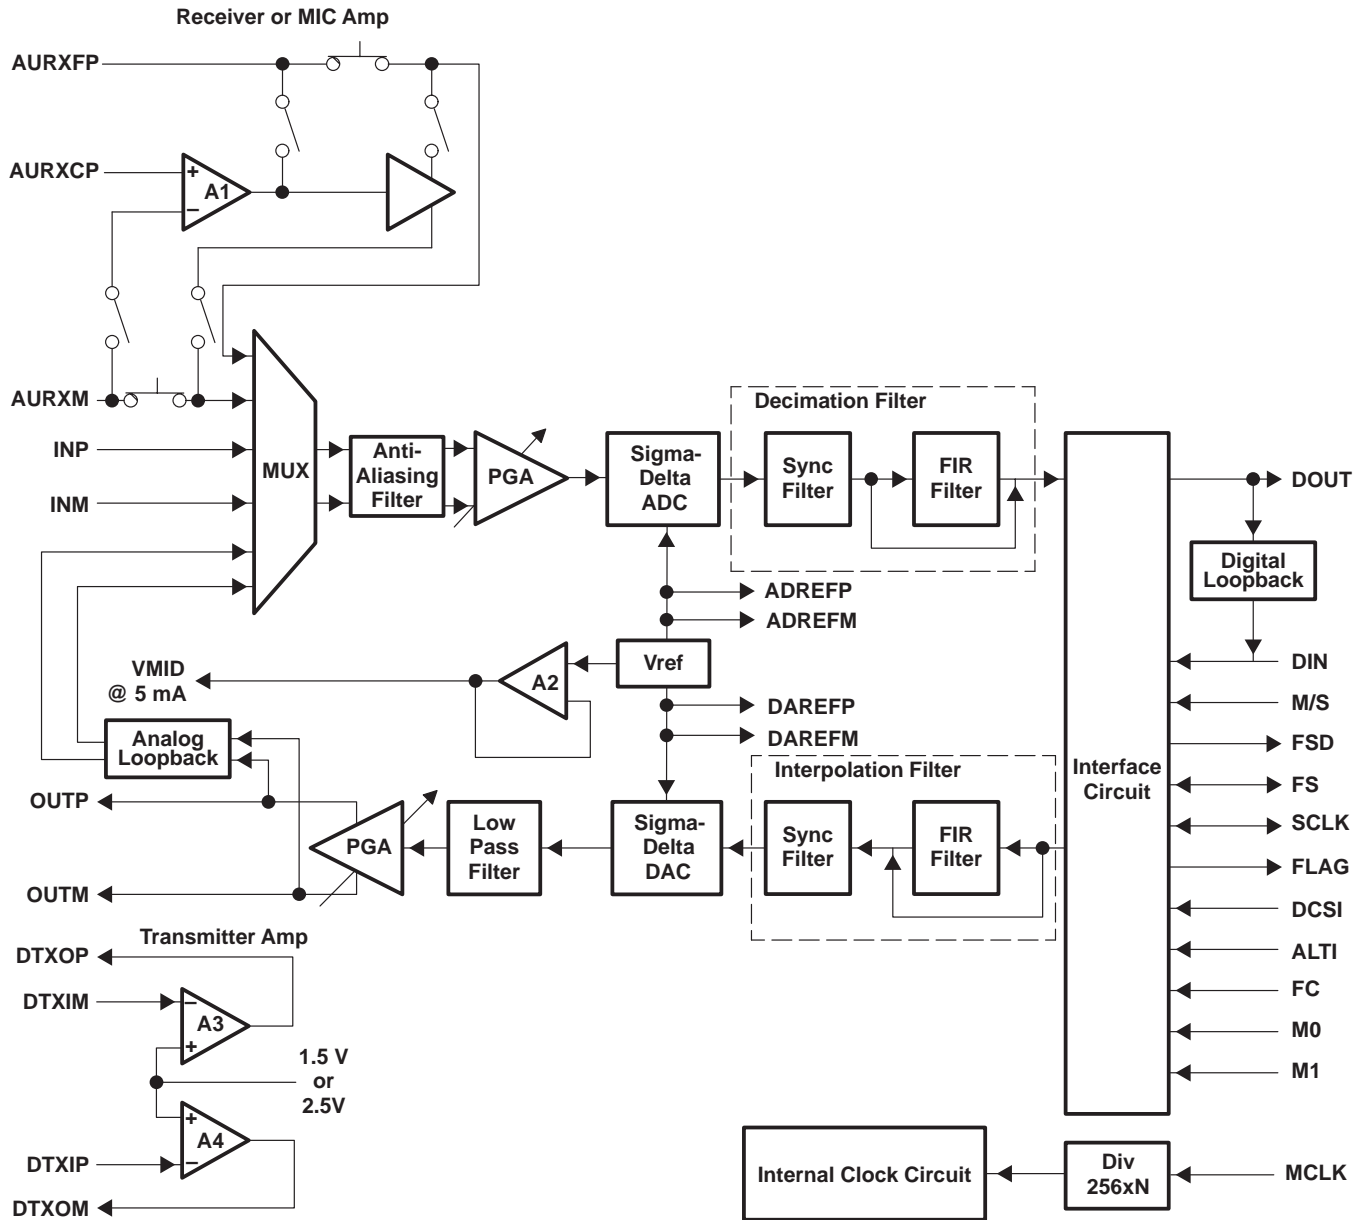 Receiver or MIC Amp
AURXFP
AURXCP
+
A1
−
AURXM
INP
INM
MUX
Anti-
Aliasing
Filter
PGA
Sigma-
Delta
ADC
Decimation Filter
Sync
Filter
FIR
Filter
DOUT
Digital
Loopback
ADREFP
ADREFM
VMID
@ 5 mA
A2
Vref
DIN
M/S
DAREFP
DAREFM
FSD
Analog
Loopback
Interpolation Filter
Interface
Circuit
FS
OUTP
PGA
Low
Pass
Filter
Sigma-
Delta
DAC
Sync
Filter
FIR
Filter
SCLK
FLAG
OUTM
DCSI
Transmitter Amp
DTXOP
ALTI
DTXIM
−
A3
+
FC
M0
1.5 V
or
2.5V
M1
+
A4
−
DTXIP
DTXOM
Internal Clock Circuit
Div
256xN
MCLK